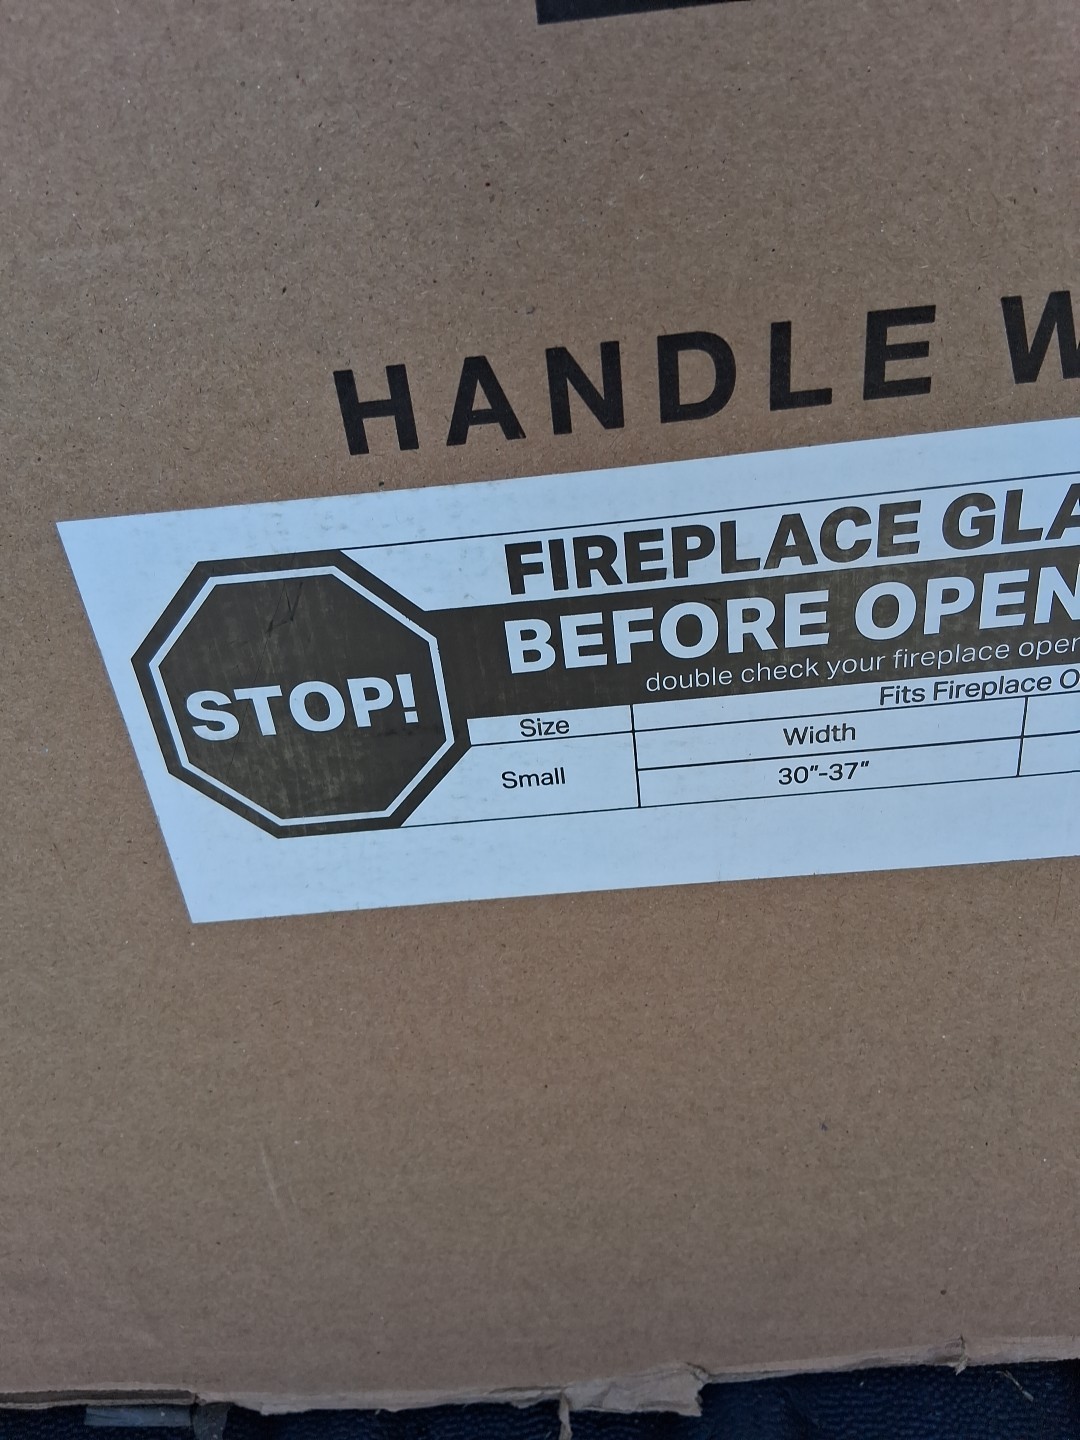 HANDLE
FIREPLACE
BEFORE
double check your fireplace
STOP!
Fits Fireplace
Size
Width
Small
30"-37"